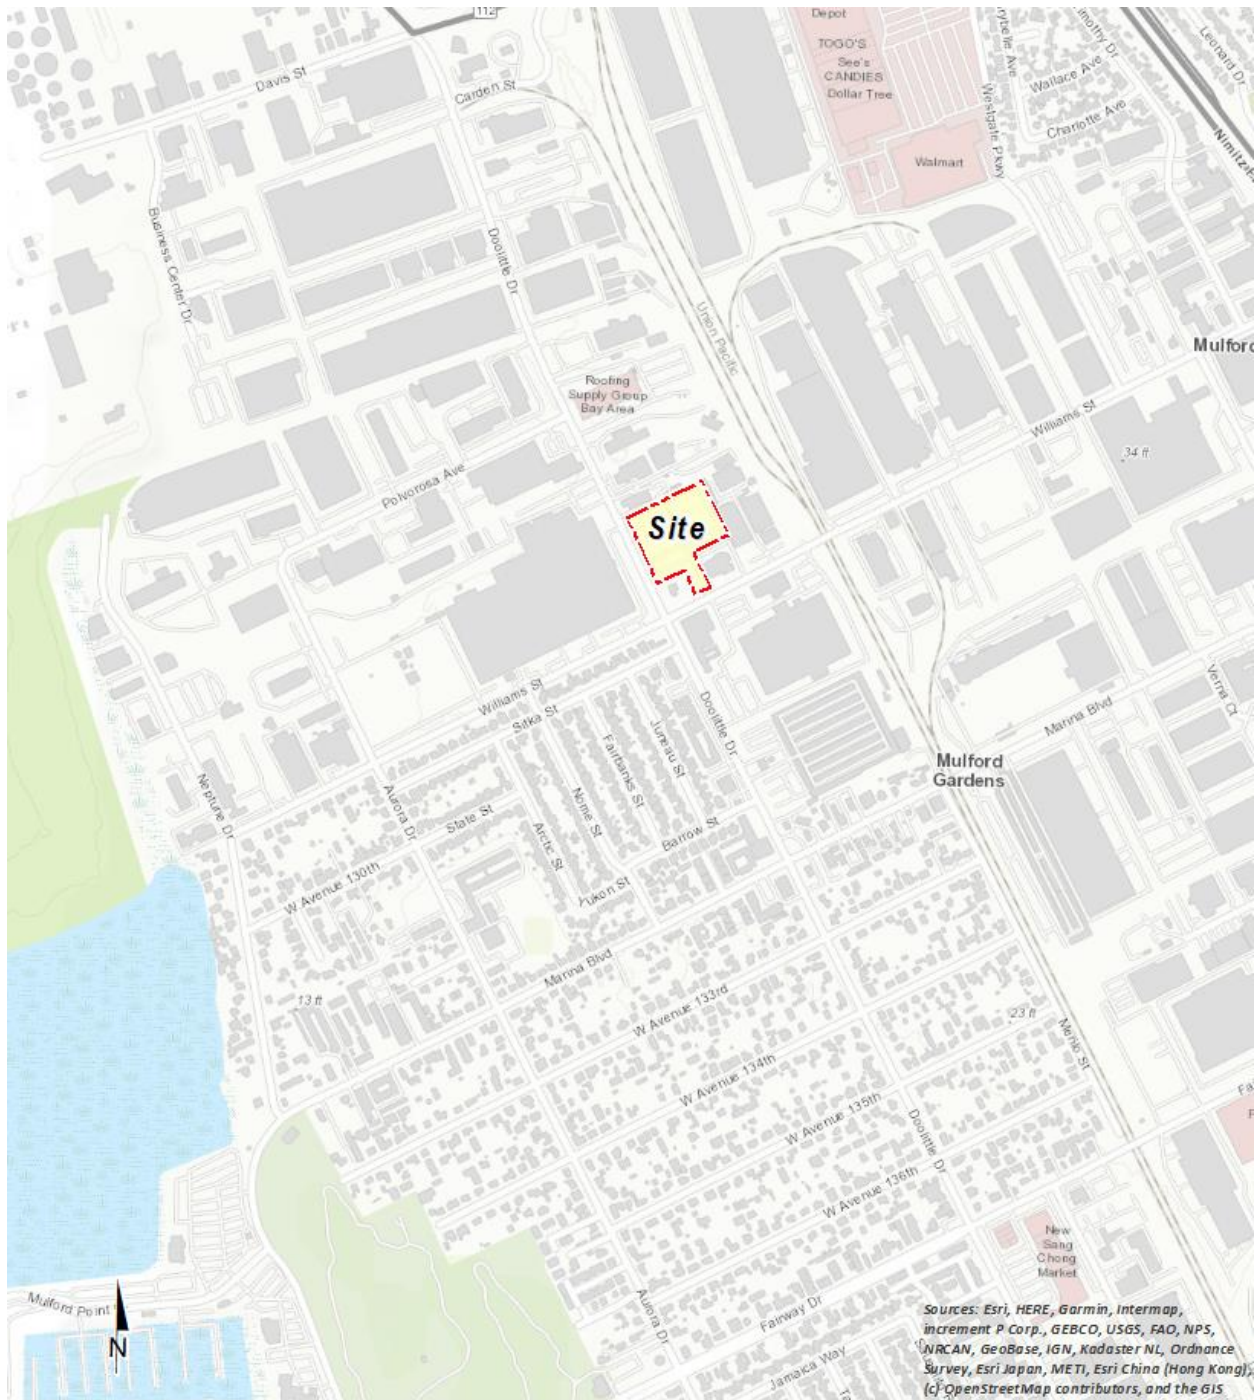 112
Depot
TOGO'S
See's
CANDIES
Dollar Tree
Timothy Dr
Leonard Dr
Wallace Ave
Charlotte Ave
Westgate Pkwy
Walmart
Davis St
Carden St
Business Center Dr
Doolittle Dr
Union Pacific
Roofing
Supply Group
Bay Area
Williams St
34 ft
Polvorosa Ave
Site
Williams St
Sitka St
Doolittle Dr
Juneau St
Fairbanks St
Nome St
Arctic St
Barrow St
Yukon St
State St
Aurora Dr
Neptune Dr
W Avenue 130th
Marina Blvd
Verna Ct
Mulford
Gardens
Marina Blvd
13 ft
W Avenue 133rd
23 ft
W Avenue 134th
W Avenue 135th
W Avenue 136th
Doolittle Dr
Menlo St
New
Sang
Chong
Market
Mulford Point
N
Aurora Dr
Fairway Dr
Jamaica Way
Sources: Esri, HERE, Garmin, Intermap,
increment P Corp., GEBCO, USGS, FAO, NPS,
NRCAN, GeoBase, IGN, Kadaster NL, Ordnance
Survey, Esri Japan, METI, Esri China (Hong Kong),
(c) OpenStreetMap contributors, and the GIS